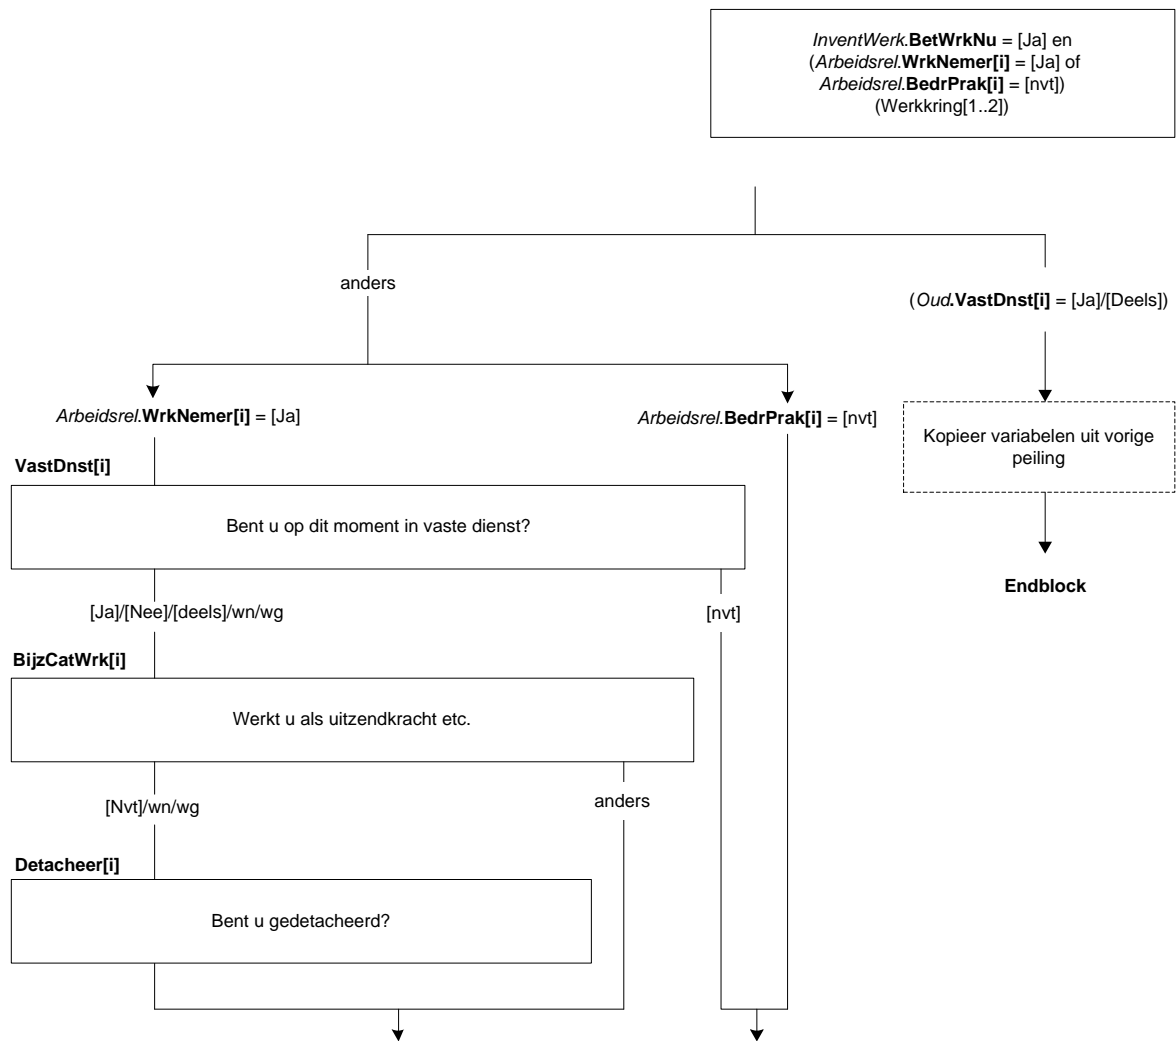 InventWerk.BetWrkNu = [Ja] en
(Arbeidsrel.WrkNemer[i] = [Ja] of
Arbeidsrel.BedrPrak[i] = [nvt])
(Werkkring[1..2])
anders
(Oud.VastDnst[i] = [Ja]/[Deels])
Arbeidsrel.WrkNemer[i] = [Ja]
Arbeidsrel.BedrPrak[i] = [nvt]
Kopieer variabelen uit vorige
peiling
VastDnst[i]
Bent u op dit moment in vaste dienst?
Endblock
[Ja]/[Nee]/[deels]/wn/wg
[nvt]
BijzCatWrk[i]
Werkt u als uitzendkracht etc.
[Nvt]/wn/wg
anders
Detacheer[i]
Bent u gedetacheerd?